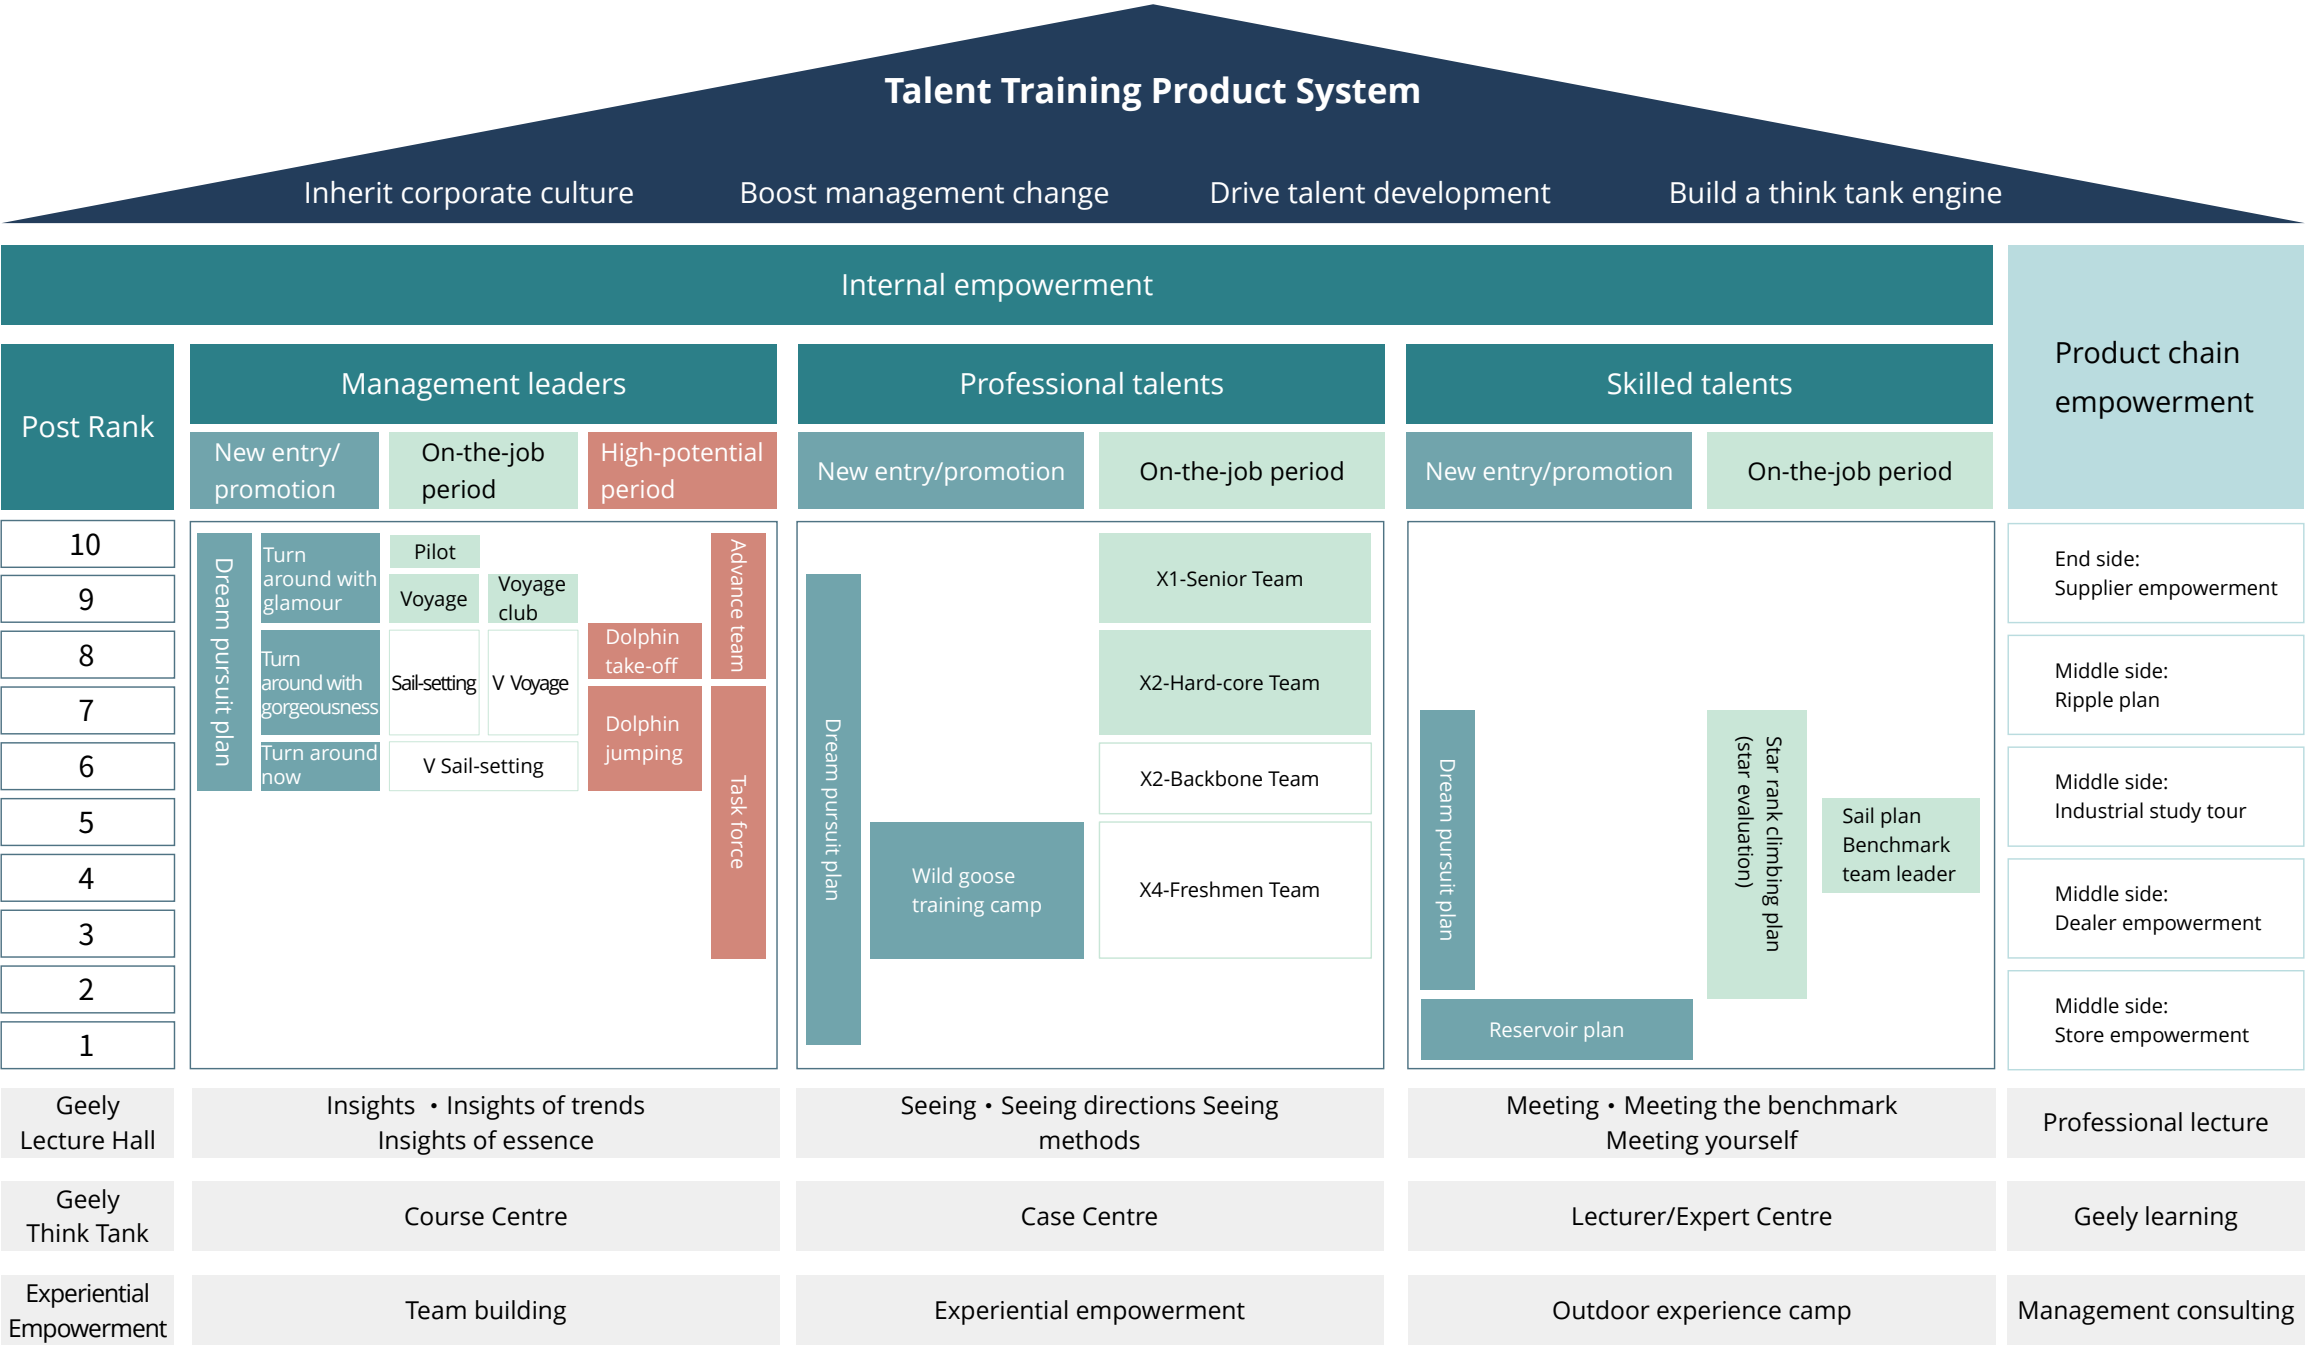 Talent Training Product System
Inherit corporate culture
Boost management change
Drive talent development
Build a think tank engine
Internal empowerment
Product chain
empowerment
Post Rank
Management leaders
Professional talents
Skilled talents
New entry/
promotion
On-the-job
period
High-potential
period
New entry/promotion
On-the-job period
New entry/promotion
On-the-job period
10
9
8
7
6
5
4
3
2
1
Dream pursuit plan
Turn
around with
glamour
Turn
around with
gorgeousness
Turn around
now
Pilot
Voyage
Voyage
club
Sail-setting
V Voyage
V Sail-setting
Dolphin
take-off
Dolphin
jumping
Advance team
Task force
Dream pursuit plan
Wild goose
training camp
X1-Senior Team
X2-Hard-core Team
X2-Backbone Team
X4-Freshmen Team
Dream pursuit plan
Reservoir plan
Star rank climbing plan
(star evaluation)
Sail plan
Benchmark
team leader
End side:
Supplier empowerment
Middle side:
Ripple plan
Middle side:
Industrial study tour
Middle side:
Dealer empowerment
Middle side:
Store empowerment
Geely
Lecture Hall
Insights ・Insights of trends
Insights of essence
Seeing・Seeing directions Seeing
methods
Meeting・Meeting the benchmark
Meeting yourself
Professional lecture
Geely
Think Tank
Course Centre
Case Centre
Lecturer/Expert Centre
Geely learning
Experiential
Empowerment
Team building
Experiential empowerment
Outdoor experience camp
Management consulting